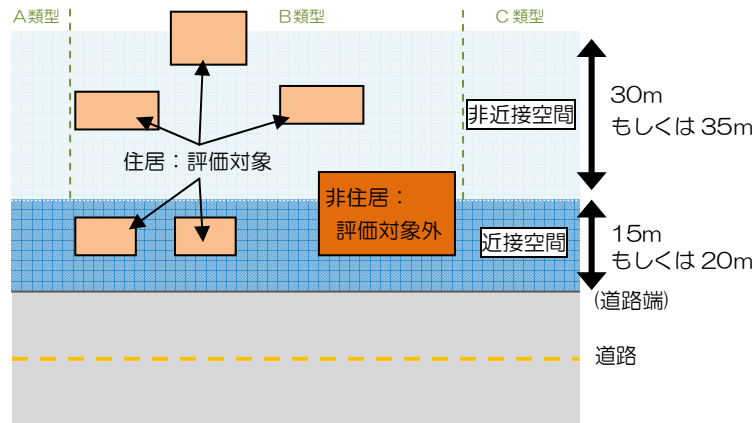 A類型
B類型
C類型
30m
もしくは 35m
非近接空間
住居：評価対象
非住居：
評価対象外
近接空間
15m
もしくは 20m
(道路端)
道路